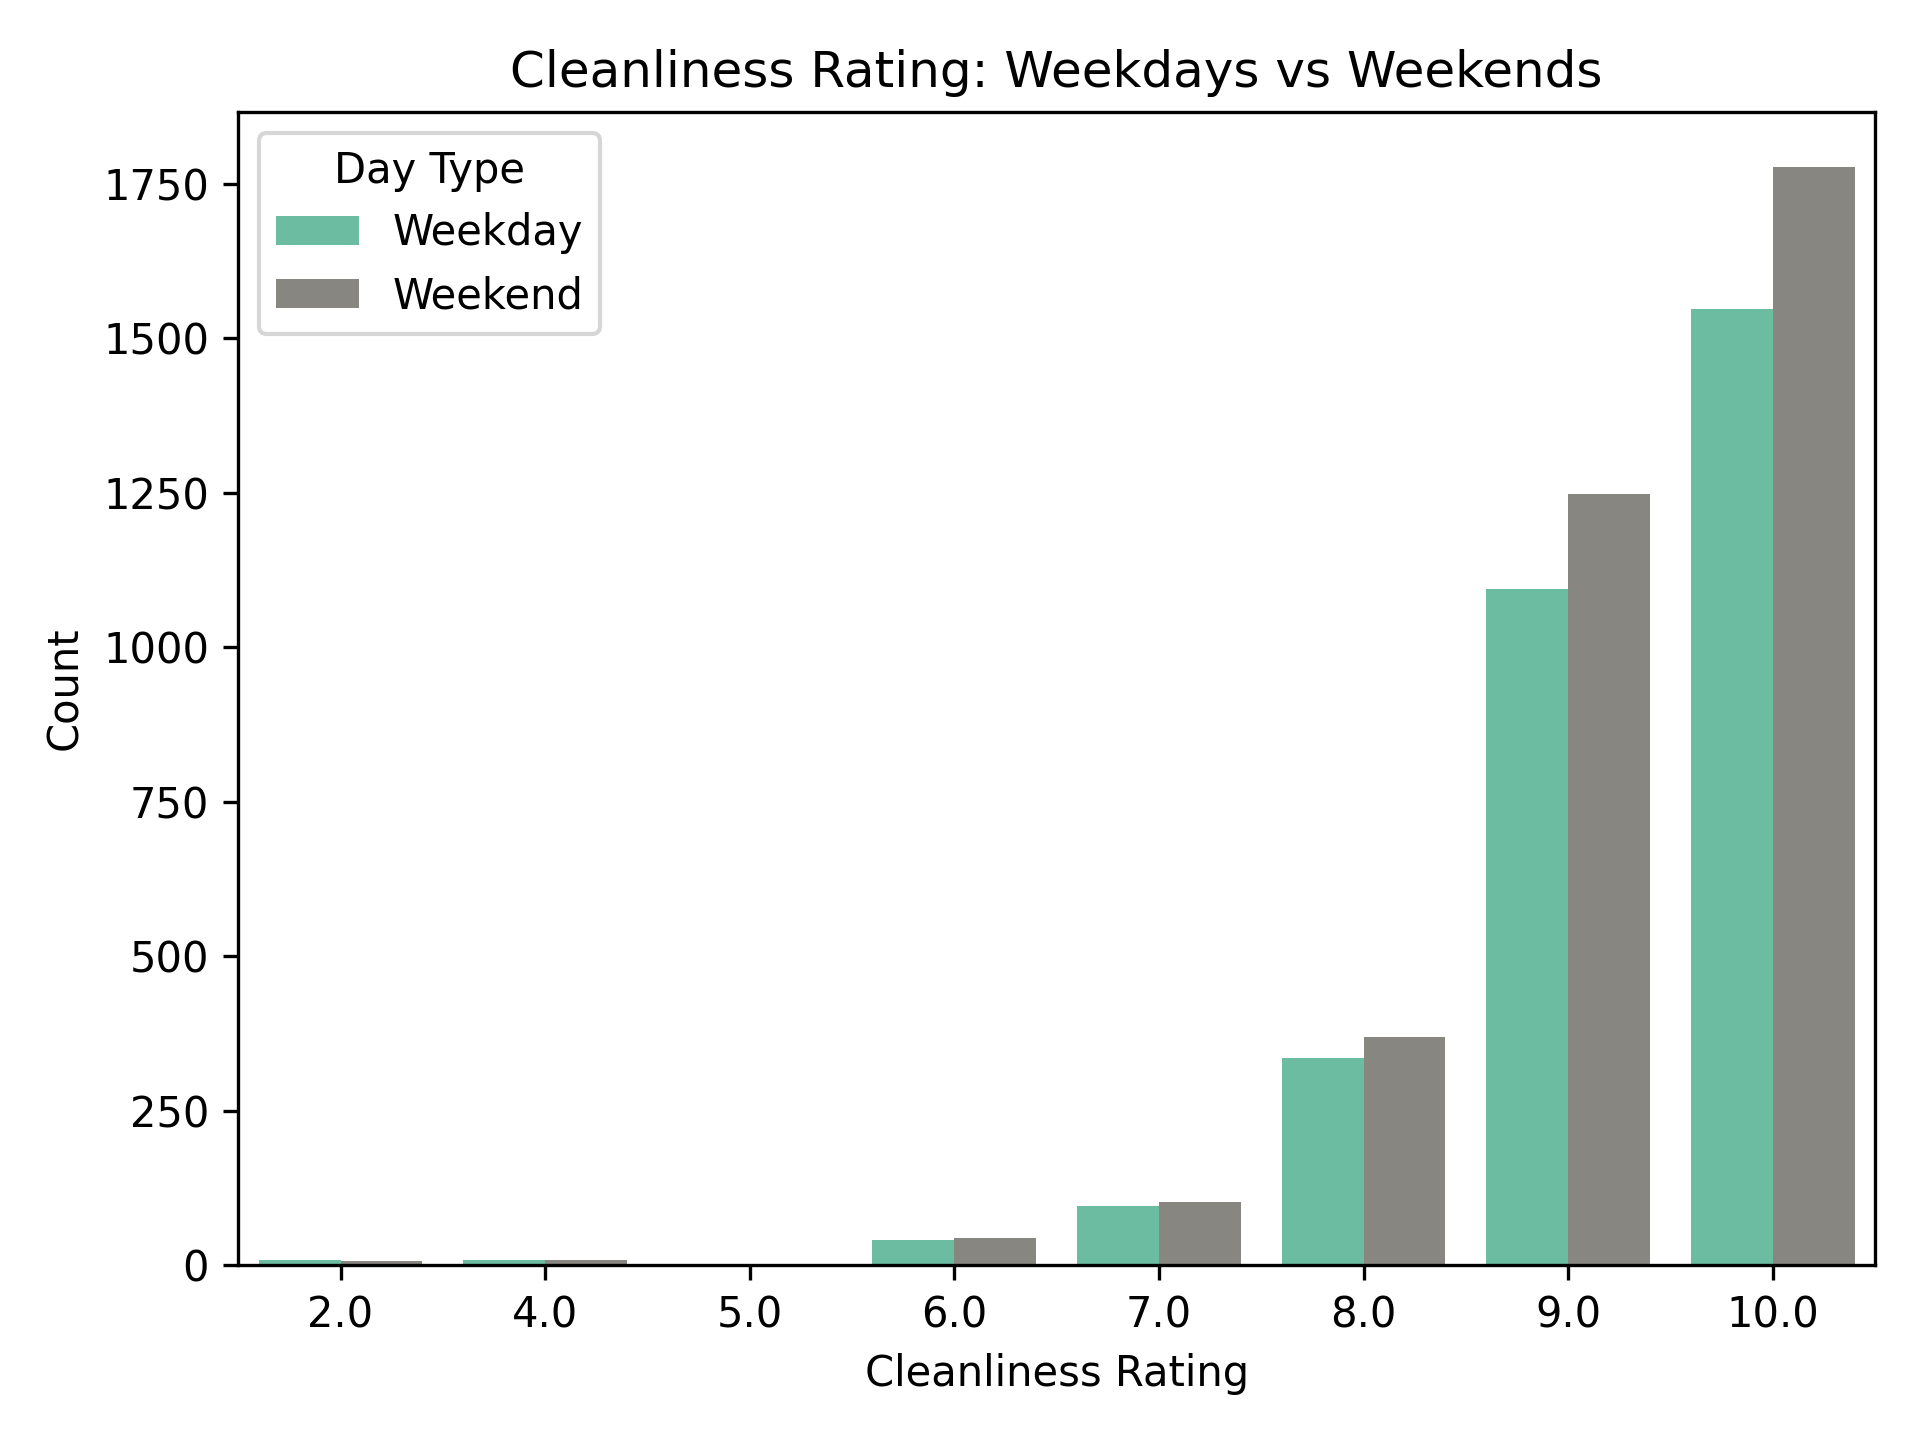 Cleanliness Rating: Weekdays vs Weekends
Day Type
Weekday
Weekend
Count
1750
1500
1250
1000
750
500
250
0
2.0 4.0 5.0 6.0 7.0 8.0 9.0 10.0
Cleanliness Rating